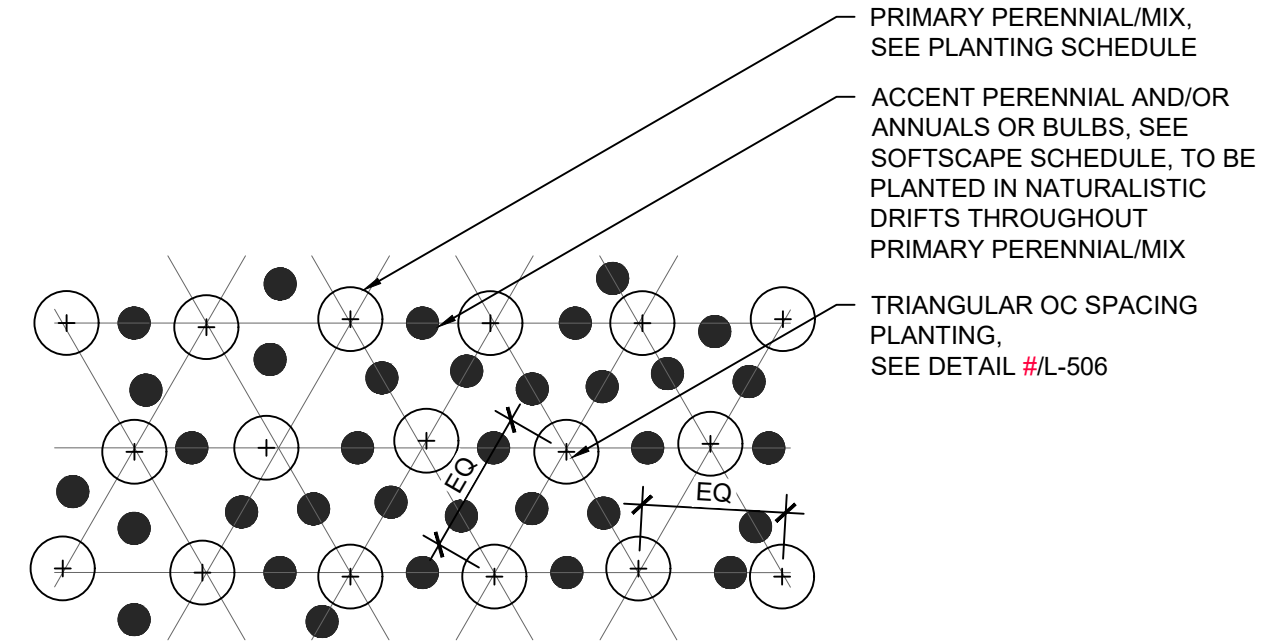 PRIMARY PERENNIAL/MIX,
SEE PLANTING SCHEDULE
ACCENT PERENNIAL AND/OR
ANNUALS OR BULBS, SEE
SOFTSCAPE SCHEDULE, TO BE
PLANTED IN NATURALISTIC
DRIFTS THROUGHOUT
PRIMARY PERENNIAL/MIX
TRIANGULAR OC SPACING
PLANTING,
SEE DETAIL #/L-506
EQ
EQ